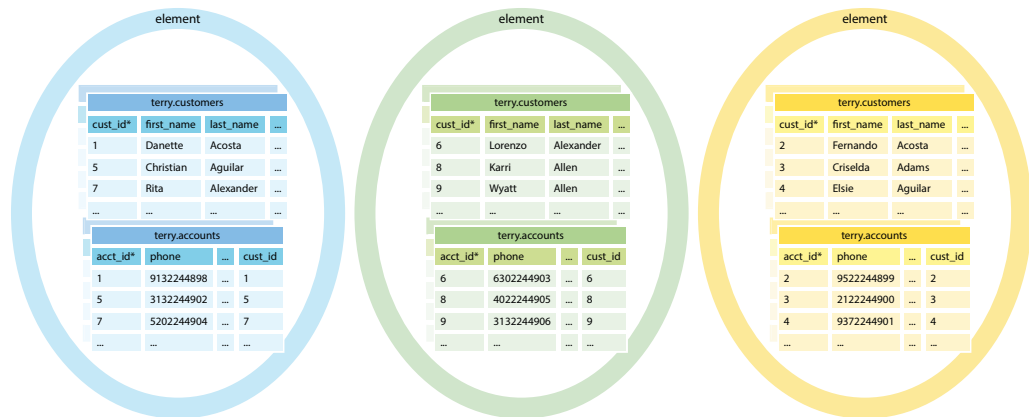 element
terry.customers
cust_id* first_name last_name ...
1 Danette Acosta ...
5 Christian Aguilar ...
7 Rita Alexander ...
... ... ... ...
terry.accounts
acct_id* phone ... cust_id
1 9132244898 ... 1
5 3132244902 ... 5
7 5202244904 ... 7
... ... ... ...
element
terry.customers
cust_id* first_name last_name ...
6 Lorenzo Alexander ...
8 Karri Allen ...
9 Wyatt Allen ...
... ... ... ...
terry.accounts
acct_id* phone ... cust_id
6 6302244903 ... 6
8 4022244905 ... 8
9 3132244906 ... 9
... ... ... ...
element
terry.customers
cust_id* first_name last_name ...
2 Fernando Acosta ...
3 Criselda Adams ...
4 Elsie Aguilar ...
... ... ... ...
terry.accounts
acct_id* phone ... cust_id
2 9522244899 ... 2
3 2122244900 ... 3
4 9372244901 ... 4
... ... ... ...